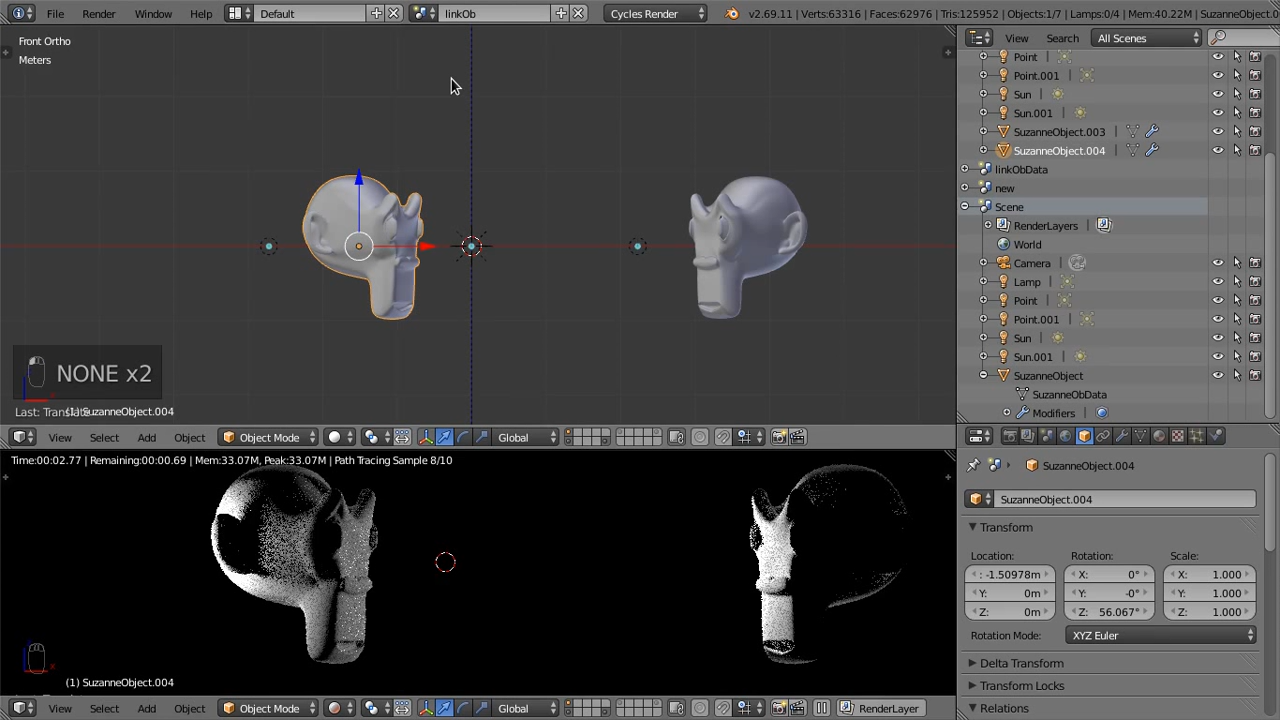 File Render Window Help Default linkOb Cycles Render v2.69.11 | Verts:63316 | Faces:62976 | Tris:125952 | Objects:1/7 | Lamps:0/4 | Mem:40.22M | SuzanneObject.0
Front Ortho
Meters
NONE x2
(1) SuzanneObject.004
View Select Add Object Object Mode Global
Time:00:02.77 | Remaining:00:00.69 | Mem:33.07M, Peak:33.07M | Path Tracing Sample 8/10
(1) SuzanneObject.004
View Select Add Object Object Mode Global RenderLayer
View Search All Scenes
Point
Point.001
Sun
Sun.001
SuzanneObject.003
SuzanneObject.004
linkObData
new
Scene
RenderLayers
World
Camera
Lamp
Point
Point.001
Sun
Sun.001
SuzanneObject
SuzanneObData
Modifiers
SuzanneObject.004
SuzanneObject.004
Transform
Location: Rotation: Scale:
: -1.50978m X: 0° X: 1.000
Y: 0m Y: -0° Y: 1.000
Z: 0m Z: 56.067° Z: 1.000
Rotation Mode: XYZ Euler
Delta Transform
Transform Locks
Relations